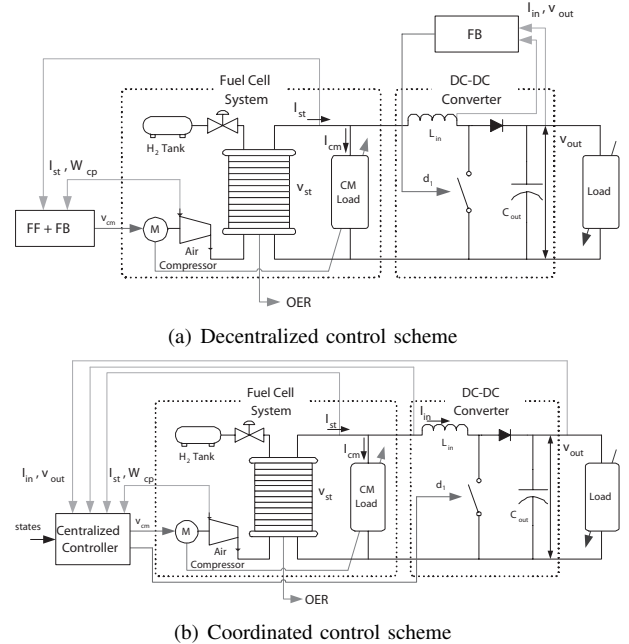 I_in , v_out
FB
Fuel Cell
System
DC-DC
Converter
I_st
H_2 Tank
I_cm
L_in
v_out
I_st , W_cp
v_st
CM
Load
d_1
C_out
Load
FF + FB
v_cm
M
Air
Compressor
OER
(a) Decentralized control scheme
Fuel Cell
System
DC-DC
Converter
I_st
I_in
H_2 Tank
I_cm
L_in
v_out
I_in , v_out
I_st , W_cp
v_st
CM
Load
d_1
C_out
Load
states
Centralized
Controller
v_cm
M
Air
Compressor
OER
(b) Coordinated control scheme